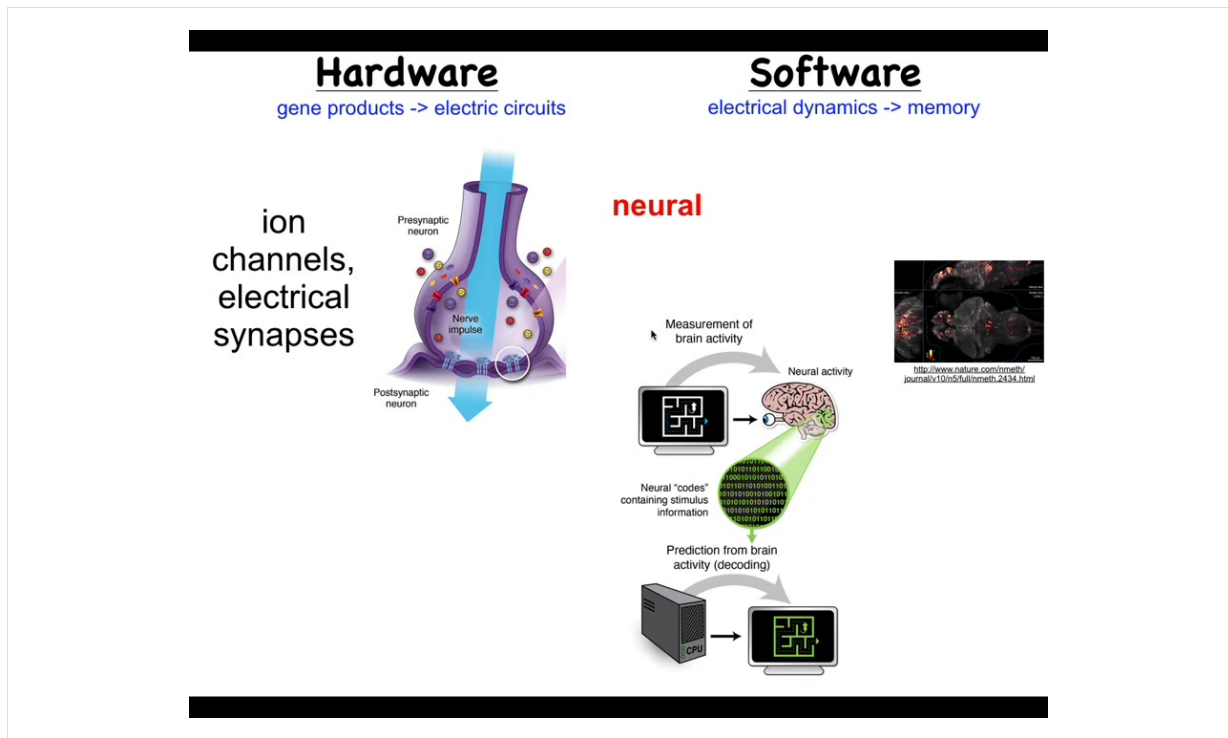 Hardware
gene products -> electric circuits
ion
channels,
electrical
synapses
Presynaptic
neuron
Nerve
impulse
Postsynaptic
neuron
Software
electrical dynamics -> memory
neural
Measurement of
brain activity
Neural activity
Neural "codes"
containing stimulus
information
Prediction from brain
activity (decoding)
CPU
http://www.nature.com/nmeth/
journal/v10/n5/full/nmeth.2434.html